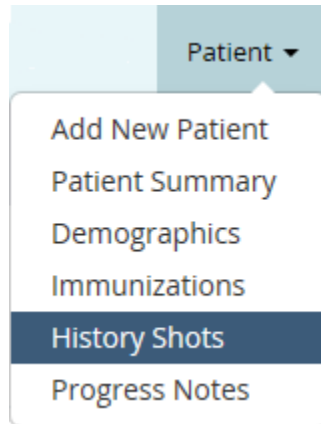 Patient
Add New Patient
Patient Summary
Demographics
Immunizations
History Shots
Progress Notes